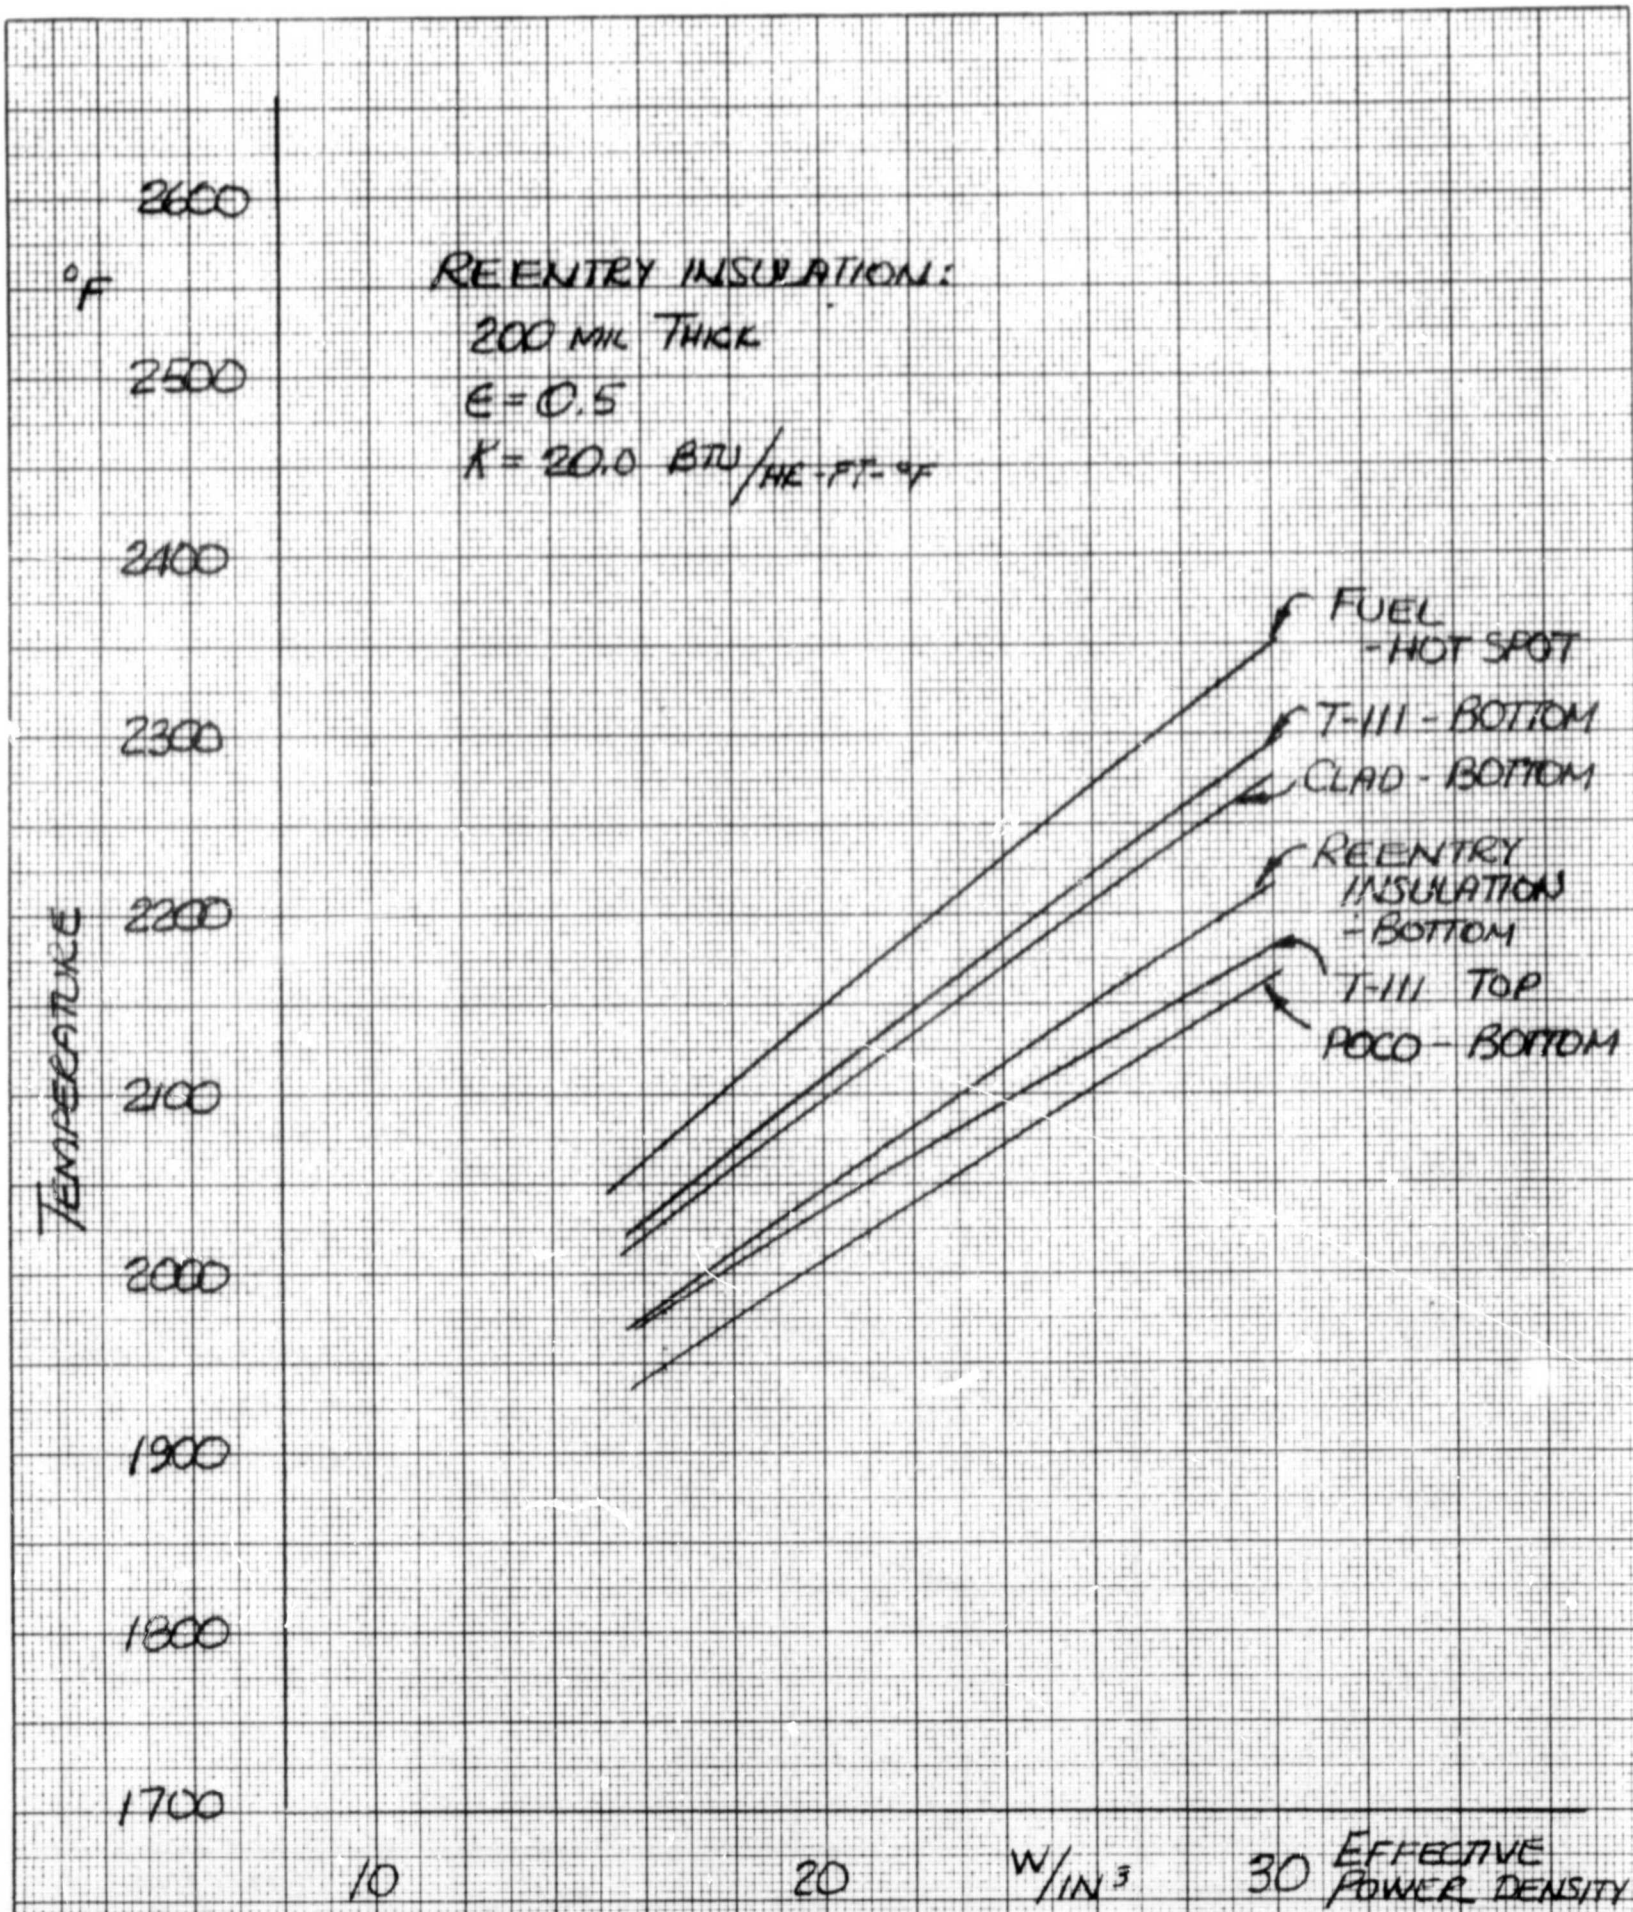 2600
°F
REENTRY INSULATION:
200 MIL THICK
2500
ε = 0.5
K = 20.0 BTU/HR-FT-°F
2400
FUEL
- HOT SPOT
2300
T-111 - BOTTOM
CLAD - BOTTOM
REENTRY
INSULATION
- BOTTOM
2200
T-111 TOP
POCO - BOTTOM
2100
TEMPERATURE
2000
1900
1800
1700
10
20
W/IN³
30
EFFECTIVE
POWER DENSITY